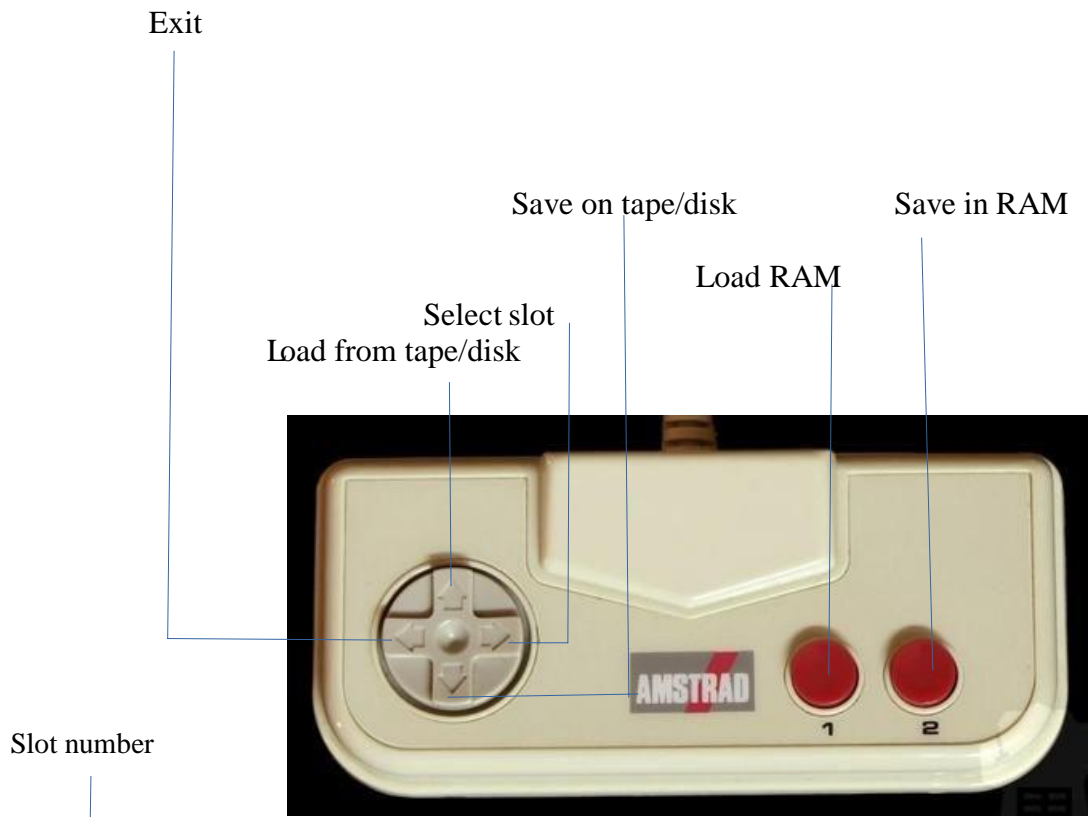 Exit
Save on tape/disk
Save in RAM
Load RAM
Select slot
Load from tape/disk
AMSTRAD
1
2
Slot number